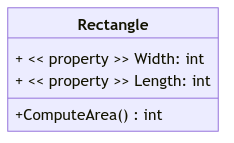 Rectangle
+ << property >> Width: int
+ << property >> Length: int
+ComputeArea() : int